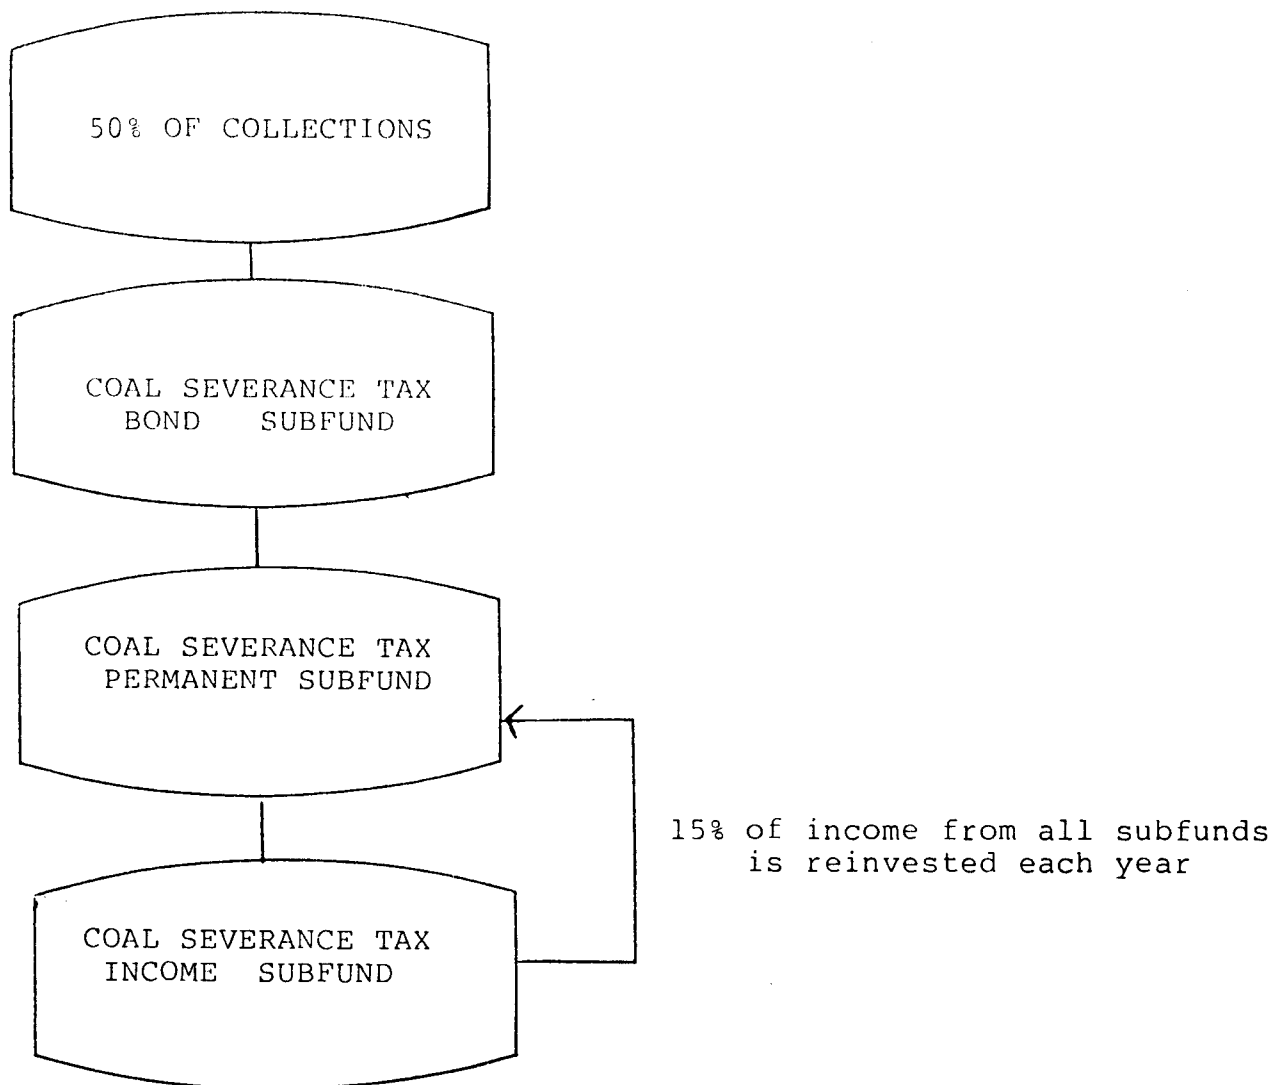 50% OF COLLECTIONS
COAL SEVERANCE TAX
BOND SUBFUND
COAL SEVERANCE TAX
PERMANENT SUBFUND
15% of income from all subfunds
is reinvested each year
COAL SEVERANCE TAX
INCOME SUBFUND